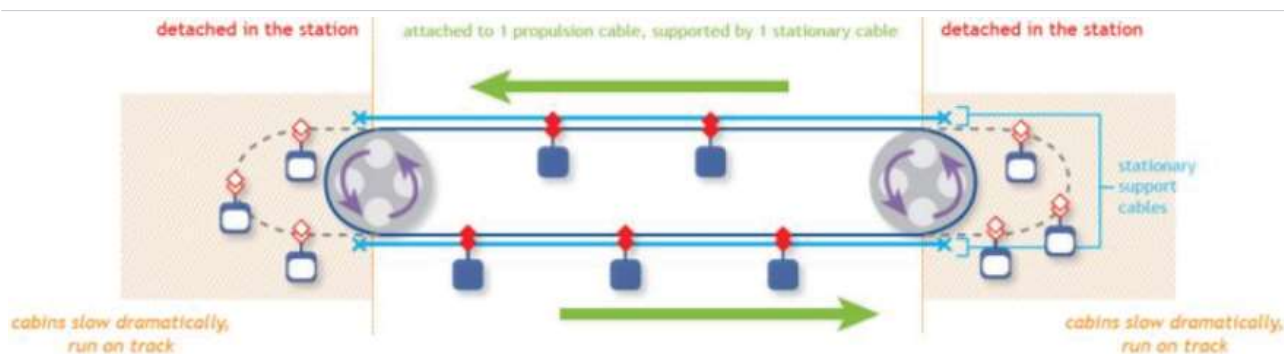 detached in the station
attached to 1 propulsion cable, supported by 1 stationary cable
detached in the station
stationary
support
cables
cabins slow dramatically,
run on track
cabins slow dramatically,
run on track